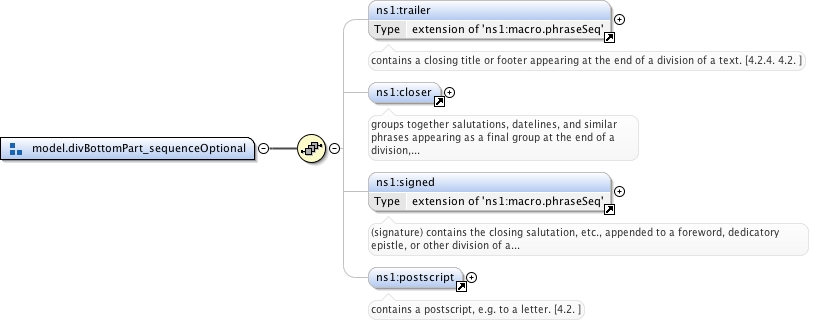 ns1:trailer
Type extension of 'ns1:macro.phraseSeq'
contains a closing title or footer appearing at the end of a division of a text. [4.2.4. 4.2. ]
ns1:closer
groups together salutations, datelines, and similar
phrases appearing as a final group at the end of a
division,...
model.divBottomPart_sequenceOptional
ns1:signed
Type extension of 'ns1:macro.phraseSeq'
(signature) contains the closing salutation, etc., appended to a foreword, dedicatory
epistle, or other division of a...
ns1:postscript
contains a postscript, e.g. to a letter. [4.2. ]